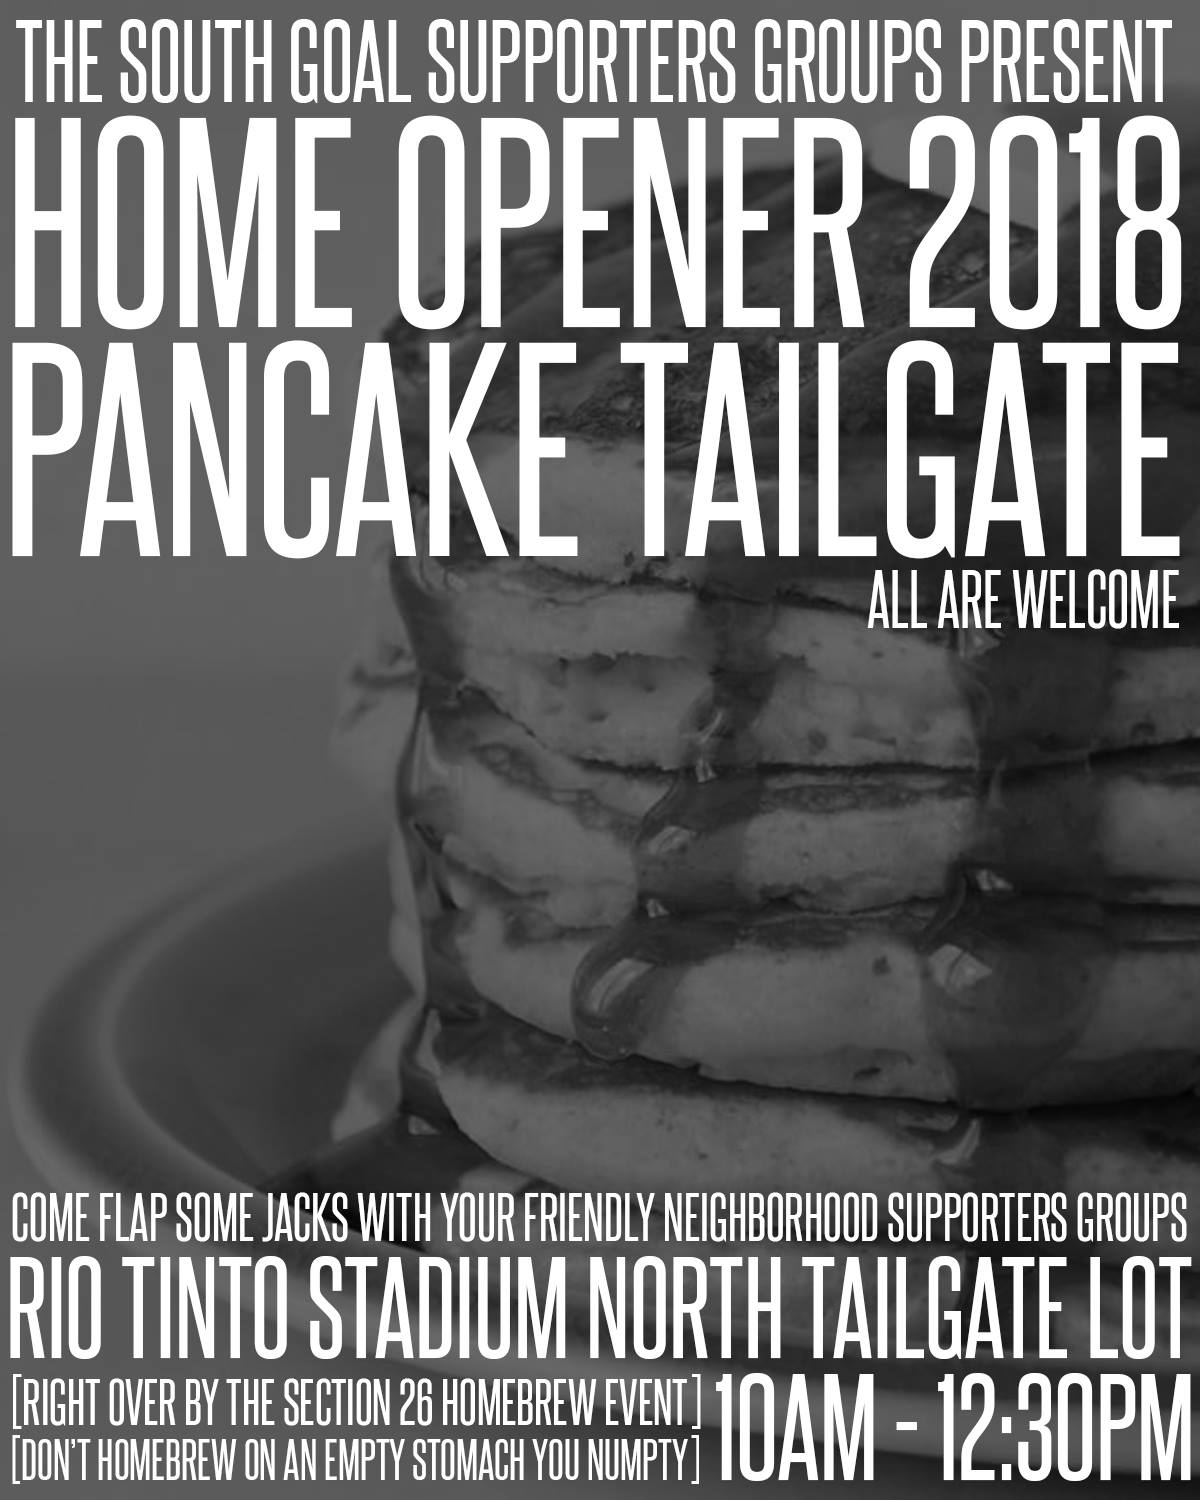 THE SOUTH GOAL SUPPORTERS GROUPS PRESENT
HOME OPENER 2018
PANCAKE TAILGATE
ALL ARE WELCOME
COME FLAP SOME JACKS WITH YOUR FRIENDLY NEIGHBORHOOD SUPPORTERS GROUPS
RIO TINTO STADIUM NORTH TAILGATE LOT
[RIGHT OVER BY THE SECTION 26 HOMEBREW EVENT]
[DON'T HOMEBREW ON AN EMPTY STOMACH YOU NUMPTY]
10AM - 12:30PM